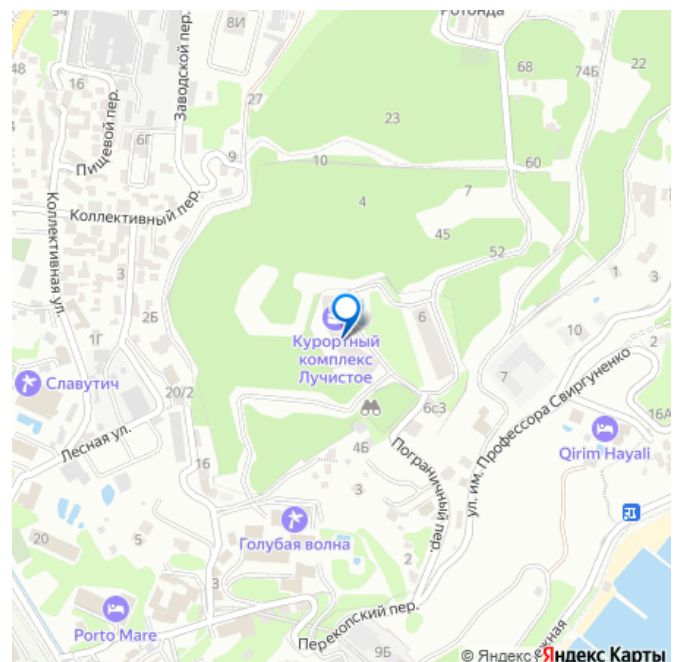 54
8И
Ротонда
48
16
Заводской пер.
68
74Б
22
27
23
Пищевой пер.
6Г
9
10
60
4
7
Коллективный пер.
Коллективная ул.
45
52
3
1
3
2Б
6
10
2
1Г
Курортный
комплекс
Лучистое
7
Славутич
20/2
6с3
16А
ул. им. Профессора Свиргуненко
Лесная ул.
4Б
Qirim Hayali
16
Пограничный пер.
3
20
5
Голубая волна
2
3
Porto Mare
Перекопский пер.
9Б
жная
© Яндекс
Яндекс Карты